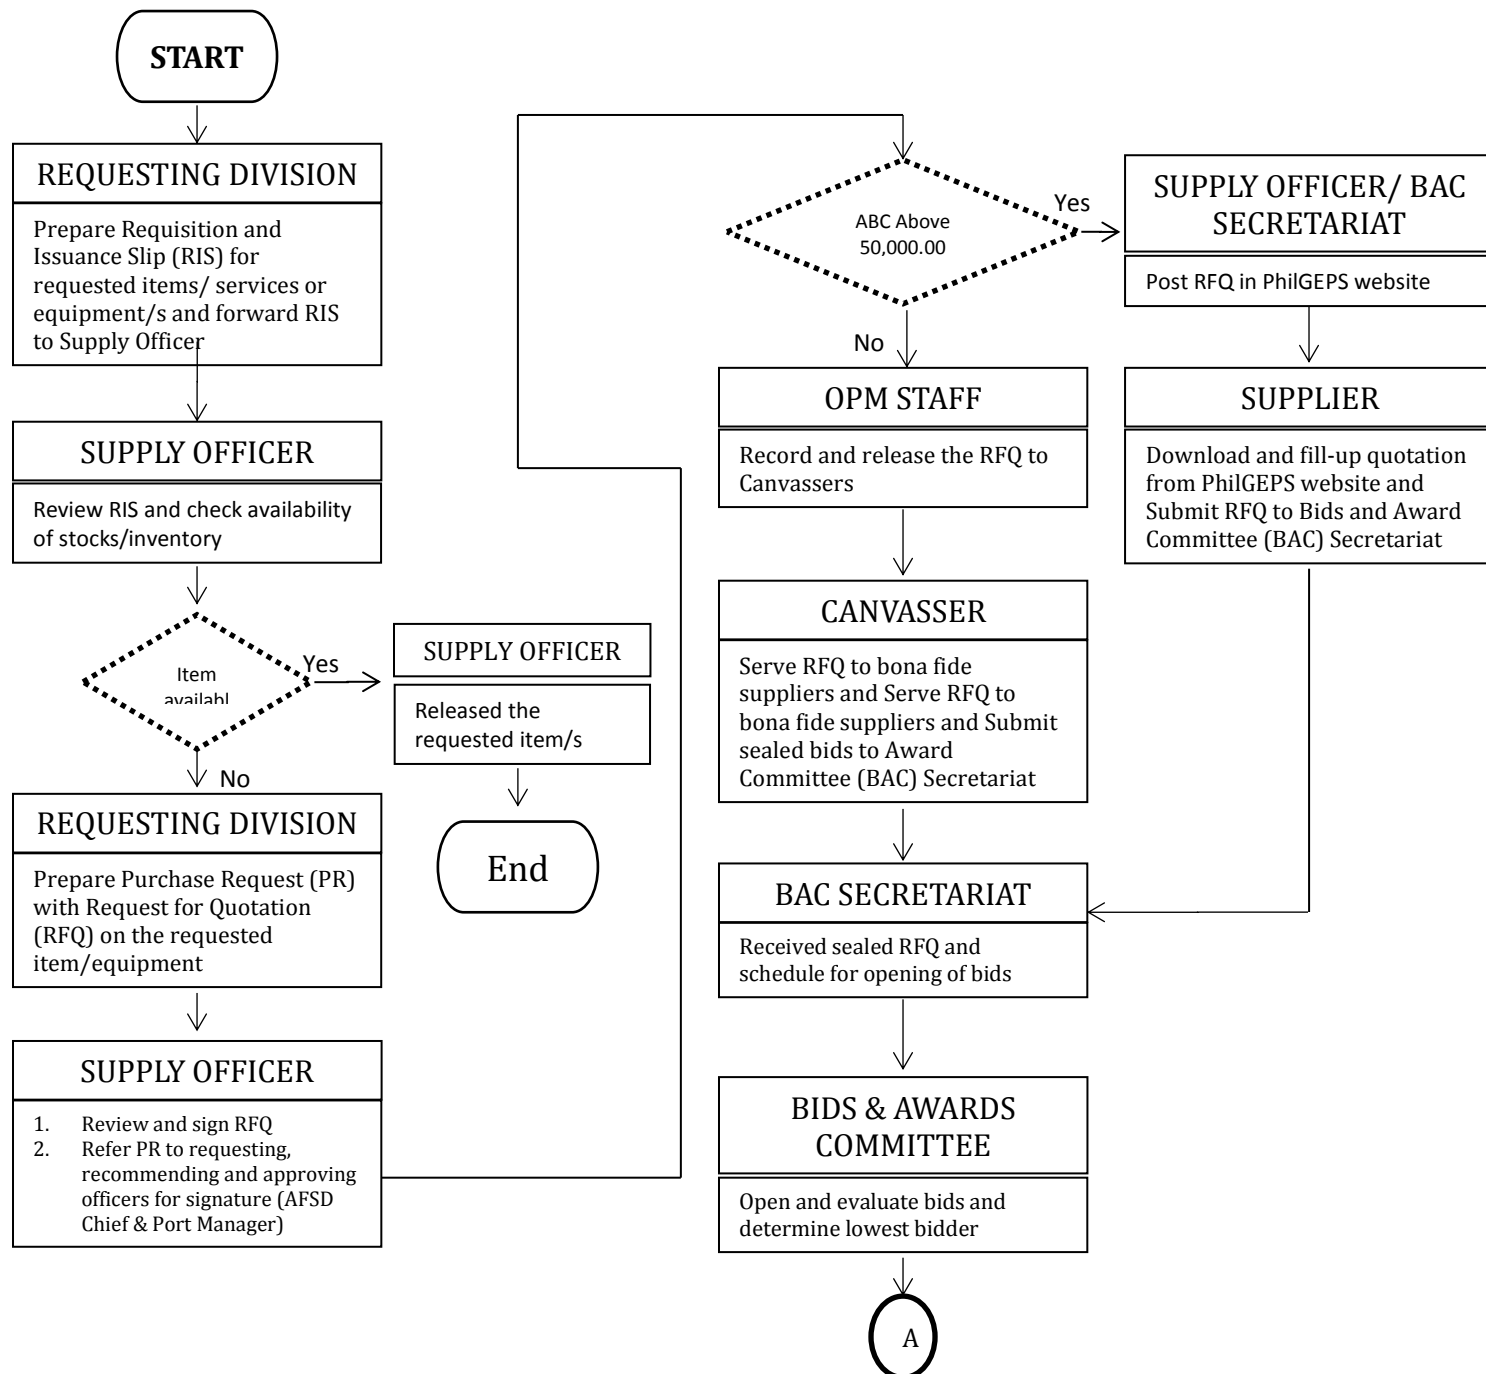 START
REQUESTING DIVISION
Prepare Requisition and
Issuance Slip (RIS) for
requested items/ services or
equipment/s and forward RIS
to Supply Officer
SUPPLY OFFICER
Review RIS and check availability
of stocks/inventory
Item
availabl
Yes
No
SUPPLY OFFICER
Released the
requested item/s
End
REQUESTING DIVISION
Prepare Purchase Request (PR)
with Request for Quotation
(RFQ) on the requested
item/equipment
SUPPLY OFFICER
1. Review and sign RFQ
2. Refer PR to requesting,
recommending and approving
officers for signature (AFSD
Chief & Port Manager)
ABC Above
50,000.00
Yes
No
SUPPLY OFFICER/ BAC
SECRETARIAT
Post RFQ in PhilGEPS website
SUPPLIER
Download and fill-up quotation
from PhilGEPS website and
Submit RFQ to Bids and Award
Committee (BAC) Secretariat
OPM STAFF
Record and release the RFQ to
Canvassers
CANVASSER
Serve RFQ to bona fide
suppliers and Serve RFQ to
bona fide suppliers and Submit
sealed bids to Award
Committee (BAC) Secretariat
BAC SECRETARIAT
Received sealed RFQ and
schedule for opening of bids
BIDS & AWARDS
COMMITTEE
Open and evaluate bids and
determine lowest bidder
A